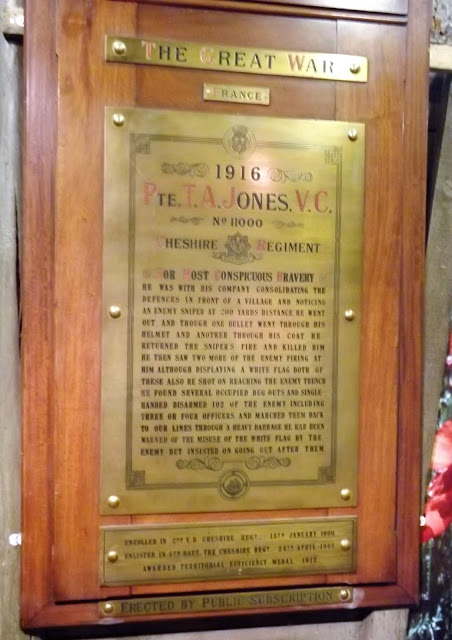 THE GREAT WAR
FRANCE
1916
PTE. T. A. JONES. V. C.
No 11000
CHESHIRE REGIMENT
FOR MOST CONSPICUOUS BRAVERY
HE WAS WITH HIS COMPANY CONSOLIDATING THE
DEFENCES IN FRONT OF A VILLAGE AND NOTICING
AN ENEMY SNIPER AT 200 YARDS DISTANCE HE WENT
OUT AND THOUGH ONE BULLET WENT THROUGH HIS
HELMET AND ANOTHER THROUGH HIS COAT HE
RETURNED THE SNIPER'S FIRE AND KILLED HIM
HE THEN SAW TWO MORE OF THE ENEMY FIRING AT
HIM ALTHOUGH DISPLAYING A WHITE FLAG BOTH OF
THESE ALSO HE SHOT ON REACHING THE ENEMY TRENCH
HE FOUND SEVERAL OCCUPIED DUG OUTS AND SINGLE-
HANDED DISARMED 102 OF THE ENEMY INCLUDING
THREE OR FOUR OFFICERS AND MARCHED THEM BACK
TO OUR LINES THROUGH A HEAVY BARRAGE HE HAD BEEN
WARNED OF THE MISUSE OF THE WHITE FLAG BY THE
ENEMY BUT INSISTED ON GOING OUT AFTER THEM
ENROLLED IN 2ND V. B. CHESHIRE REGT. JANUARY 1900
ENLISTED IN 5TH BATT. THE CHESHIRE REGT. APRIL
AWARDED TERRITORIAL EFFICIENCY MEDAL 1912
ERECTED BY PUBLIC SUBSCRIPTION